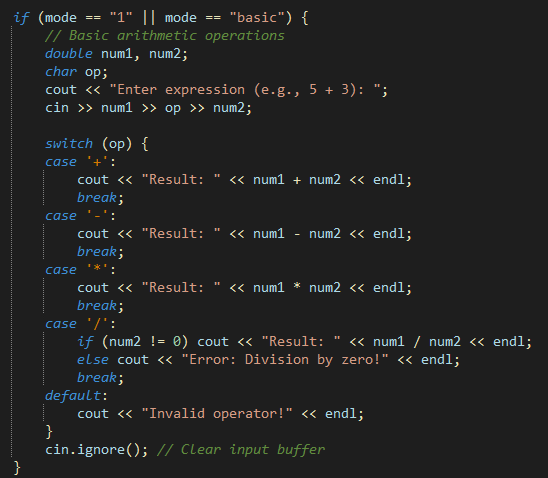 if (mode == "1" || mode == "basic") {
    // Basic arithmetic operations
    double num1, num2;
    char op;
    cout << "Enter expression (e.g., 5 + 3): ";
    cin >> num1 >> op >> num2;

    switch (op) {
    case '+':
        cout << "Result: " << num1 + num2 << endl;
        break;
    case '-':
        cout << "Result: " << num1 - num2 << endl;
        break;
    case '*':
        cout << "Result: " << num1 * num2 << endl;
        break;
    case '/':
        if (num2 != 0) cout << "Result: " << num1 / num2 << endl;
        else cout << "Error: Division by zero!" << endl;
        break;
    default:
        cout << "Invalid operator!" << endl;
    }
    cin.ignore(); // Clear input buffer
}